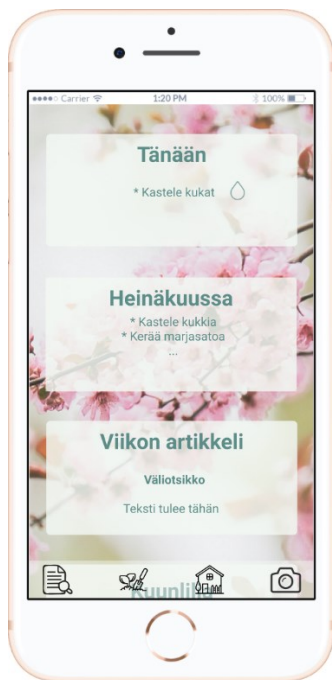 Carrier 1:20 PM 100%
Tänään
* Kastele kukat
Heinäkuussa
* Kastele kukkia
* Kerää marjasatoa
...
Viikon artikkeli
Väliotsikko
Teksti tulee tähän